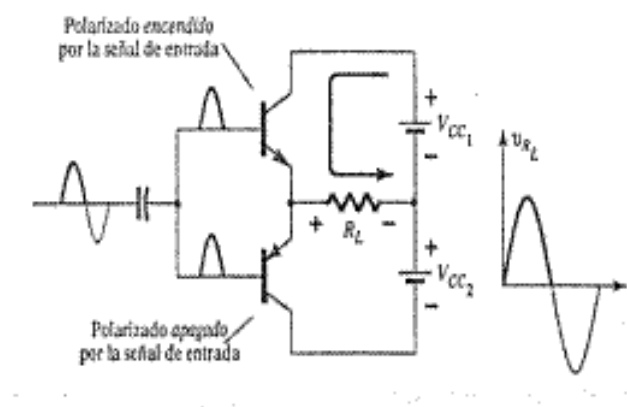 Polarizado encendido
por la señal de entrada
+
V_CC1
−
v_RL
+ R_L −
+
V_CC2
−
Polarizado apagado
por la señal de entrada